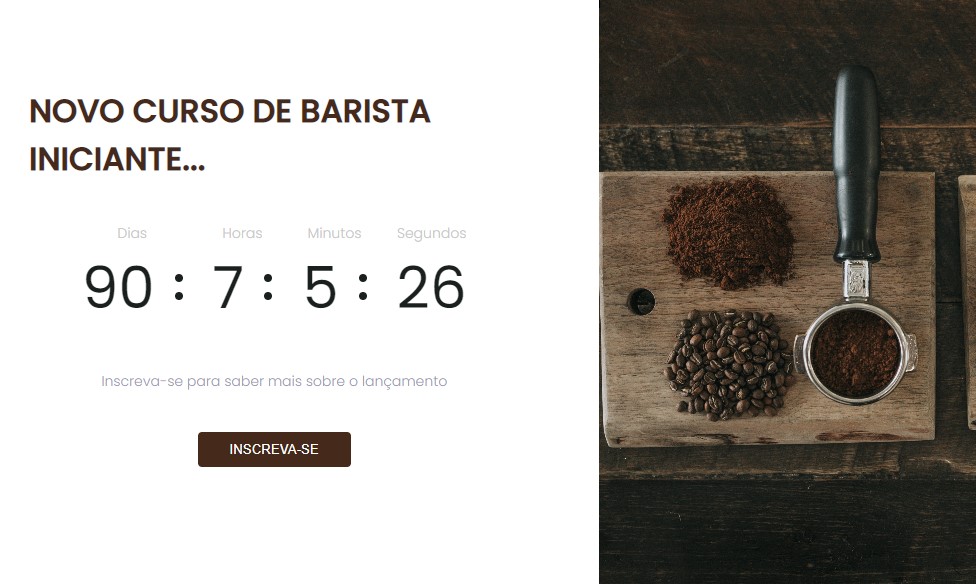 NOVO CURSO DE BARISTA
INICIANTE...
Dias Horas Minutos Segundos
90 : 7 : 5 : 26
Inscreva-se para saber mais sobre o lançamento
INSCREVA-SE